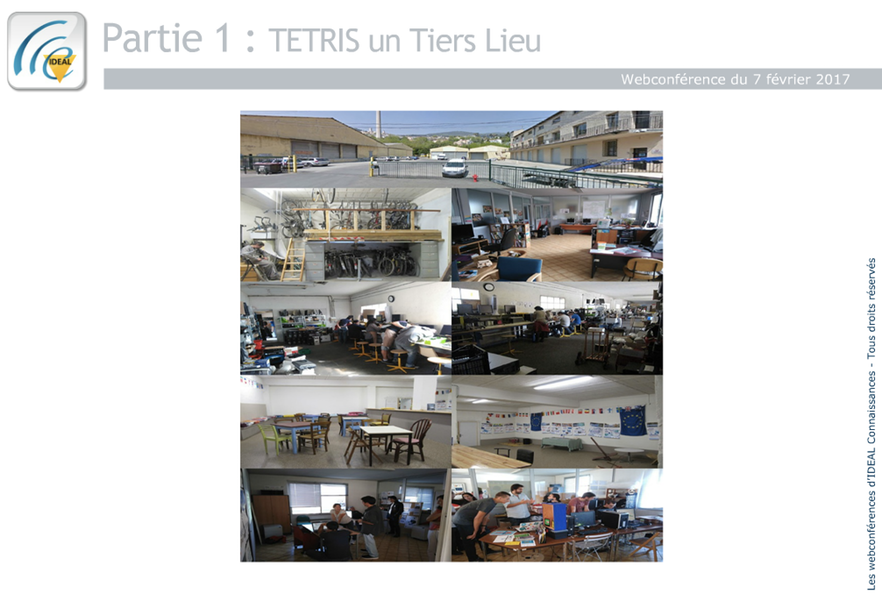 IDEAL
Partie 1 : TETRIS un Tiers Lieu
Webconférence du 7 février 2017
Les webconférences d'IDEAL Connaissances - Tous droits réservés